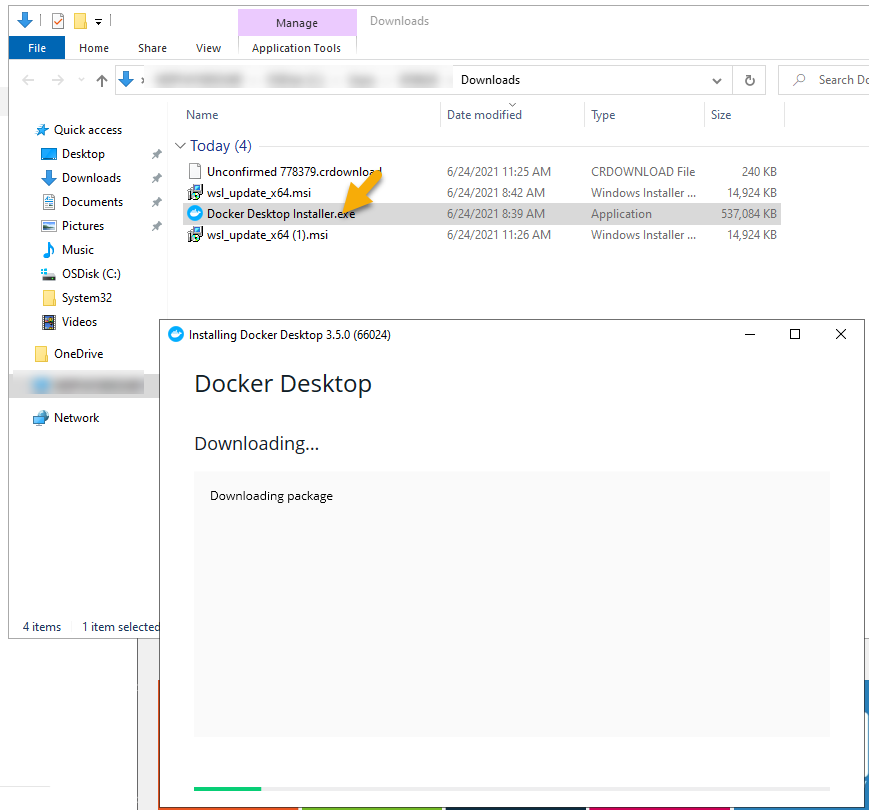 Manage
Downloads
File
Home
Share
View
Application Tools
Downloads
Search Do
Name
Date modified
Type
Size
Quick access
Desktop
Downloads
Documents
Pictures
Music
OSDisk (C:)
System32
Videos
OneDrive
Network
Today (4)
Unconfirmed 778379.crdownload 6/24/2021 11:25 AM CRDOWNLOAD File 240 KB
wsl_update_x64.msi 6/24/2021 8:42 AM Windows Installer ... 14,924 KB
Docker Desktop Installer.exe 6/24/2021 8:39 AM Application 537,084 KB
wsl_update_x64 (1).msi 6/24/2021 11:26 AM Windows Installer ... 14,924 KB
4 items
1 item selected
Installing Docker Desktop 3.5.0 (66024)
Docker Desktop
Downloading...
Downloading package